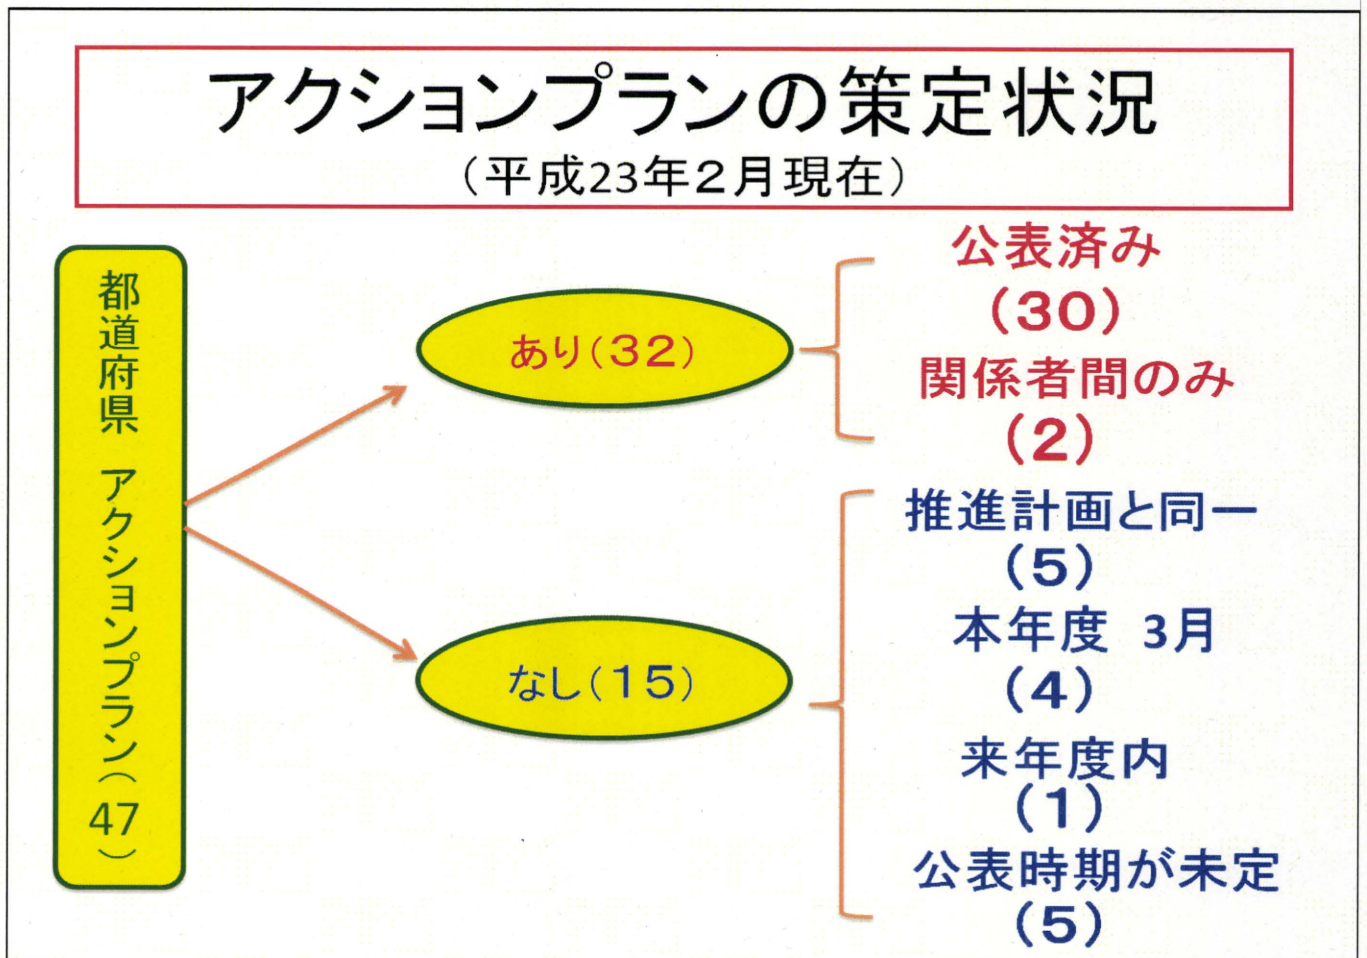 アクションプランの策定状況
（平成23年２月現在）
都道府県 アクションプラン（47）
あり（３２）
公表済み
（３０）
関係者間のみ
（２）
なし（１５）
推進計画と同一
（５）
本年度 3月
（４）
来年度内
（１）
公表時期が未定
（５）